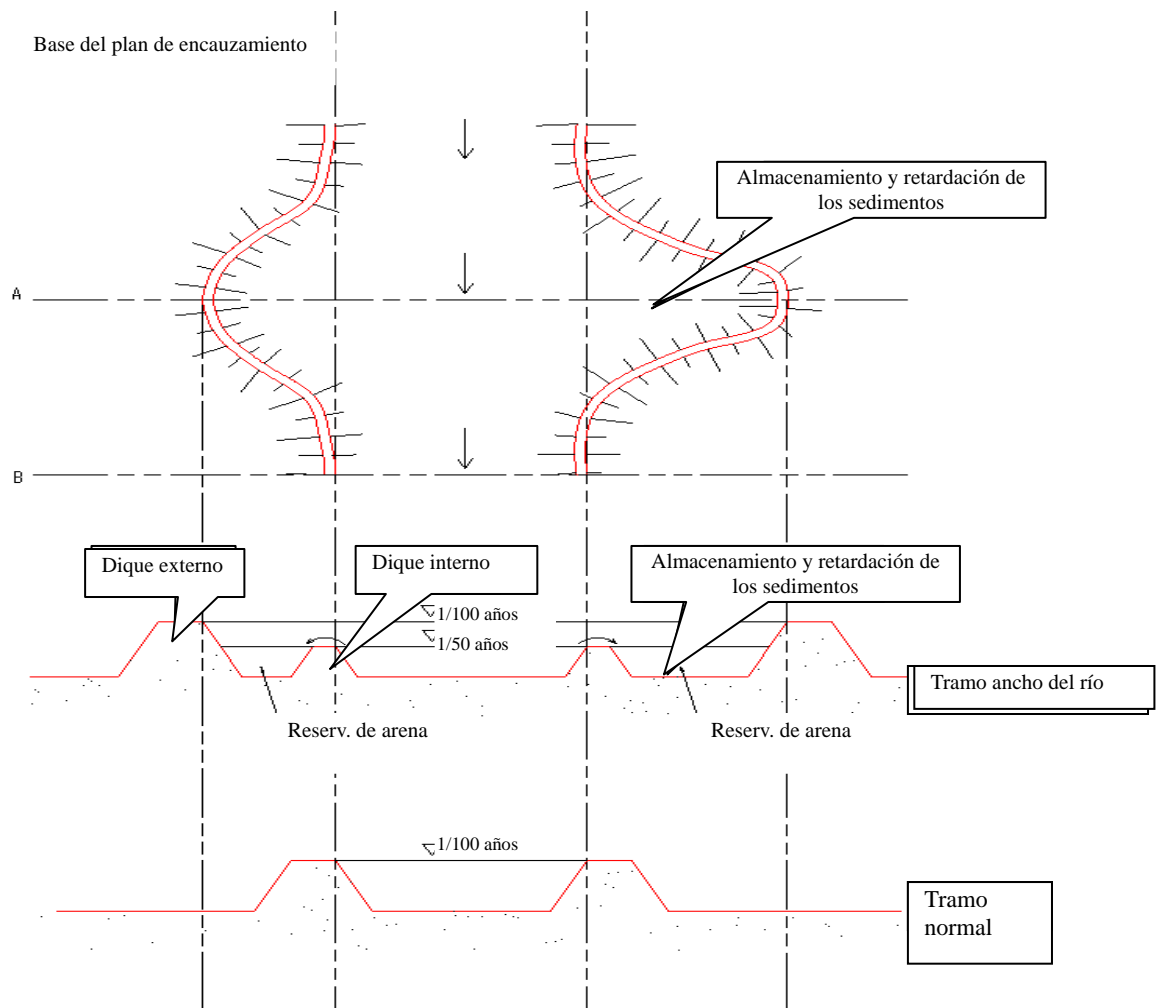 Base del plan de encauzamiento
Almacenamiento y retardación de
los sedimentos
A
B
Dique externo
Dique interno
Almacenamiento y retardación de
los sedimentos
1/100 años
1/50 años
Tramo ancho del río
Reserv. de arena
Reserv. de arena
1/100 años
Tramo
normal